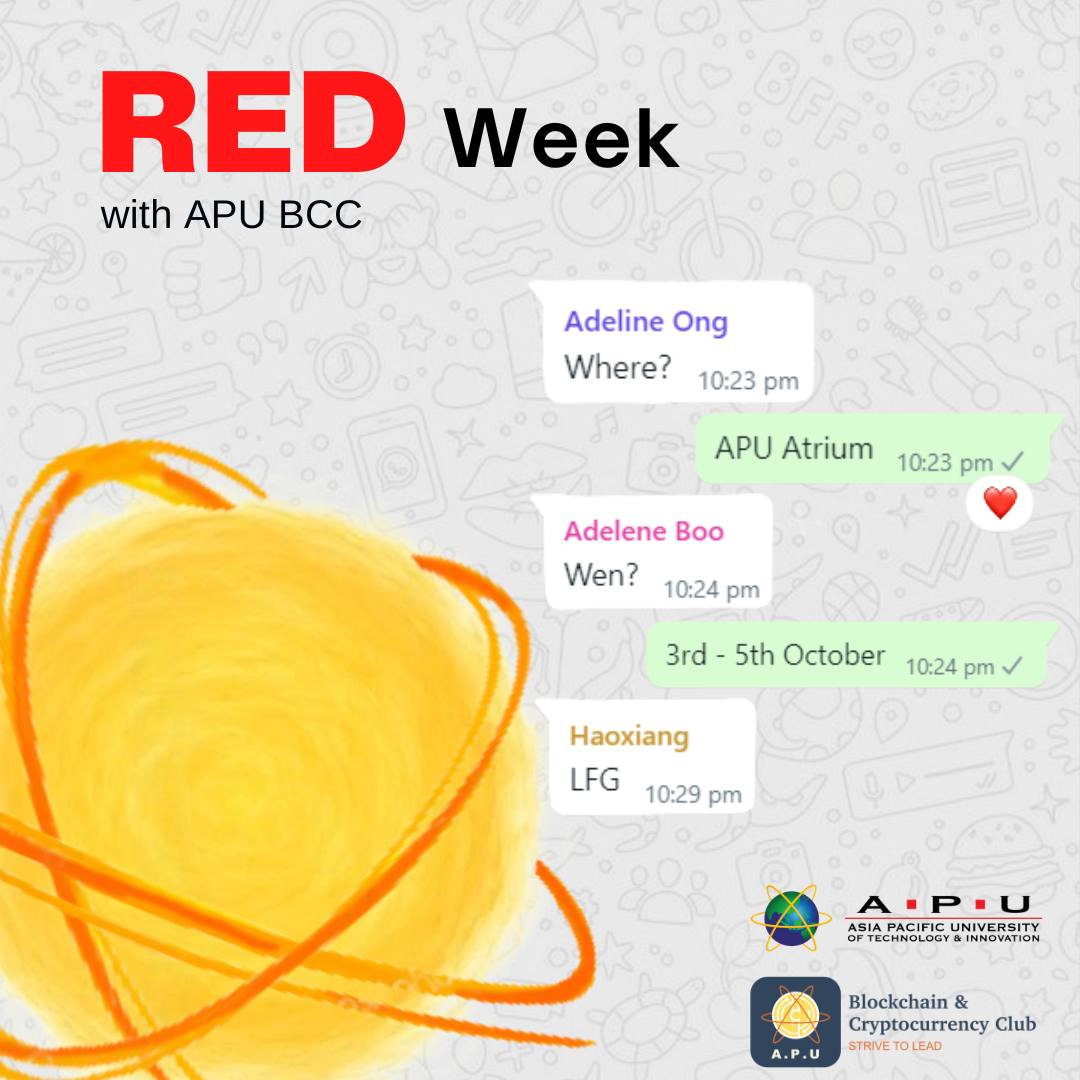 RED Week
with APU BCC
Adeline Ong
Where? 10:23 pm
APU Atrium 10:23 pm
Adelene Boo
Wen? 10:24 pm
3rd - 5th October 10:24 pm
Haoxiang
LFG 10:29 pm
A·P·U
ASIA PACIFIC UNIVERSITY
OF TECHNOLOGY & INNOVATION
Blockchain &
Cryptocurrency Club
STRIVE TO LEAD
A.P.U